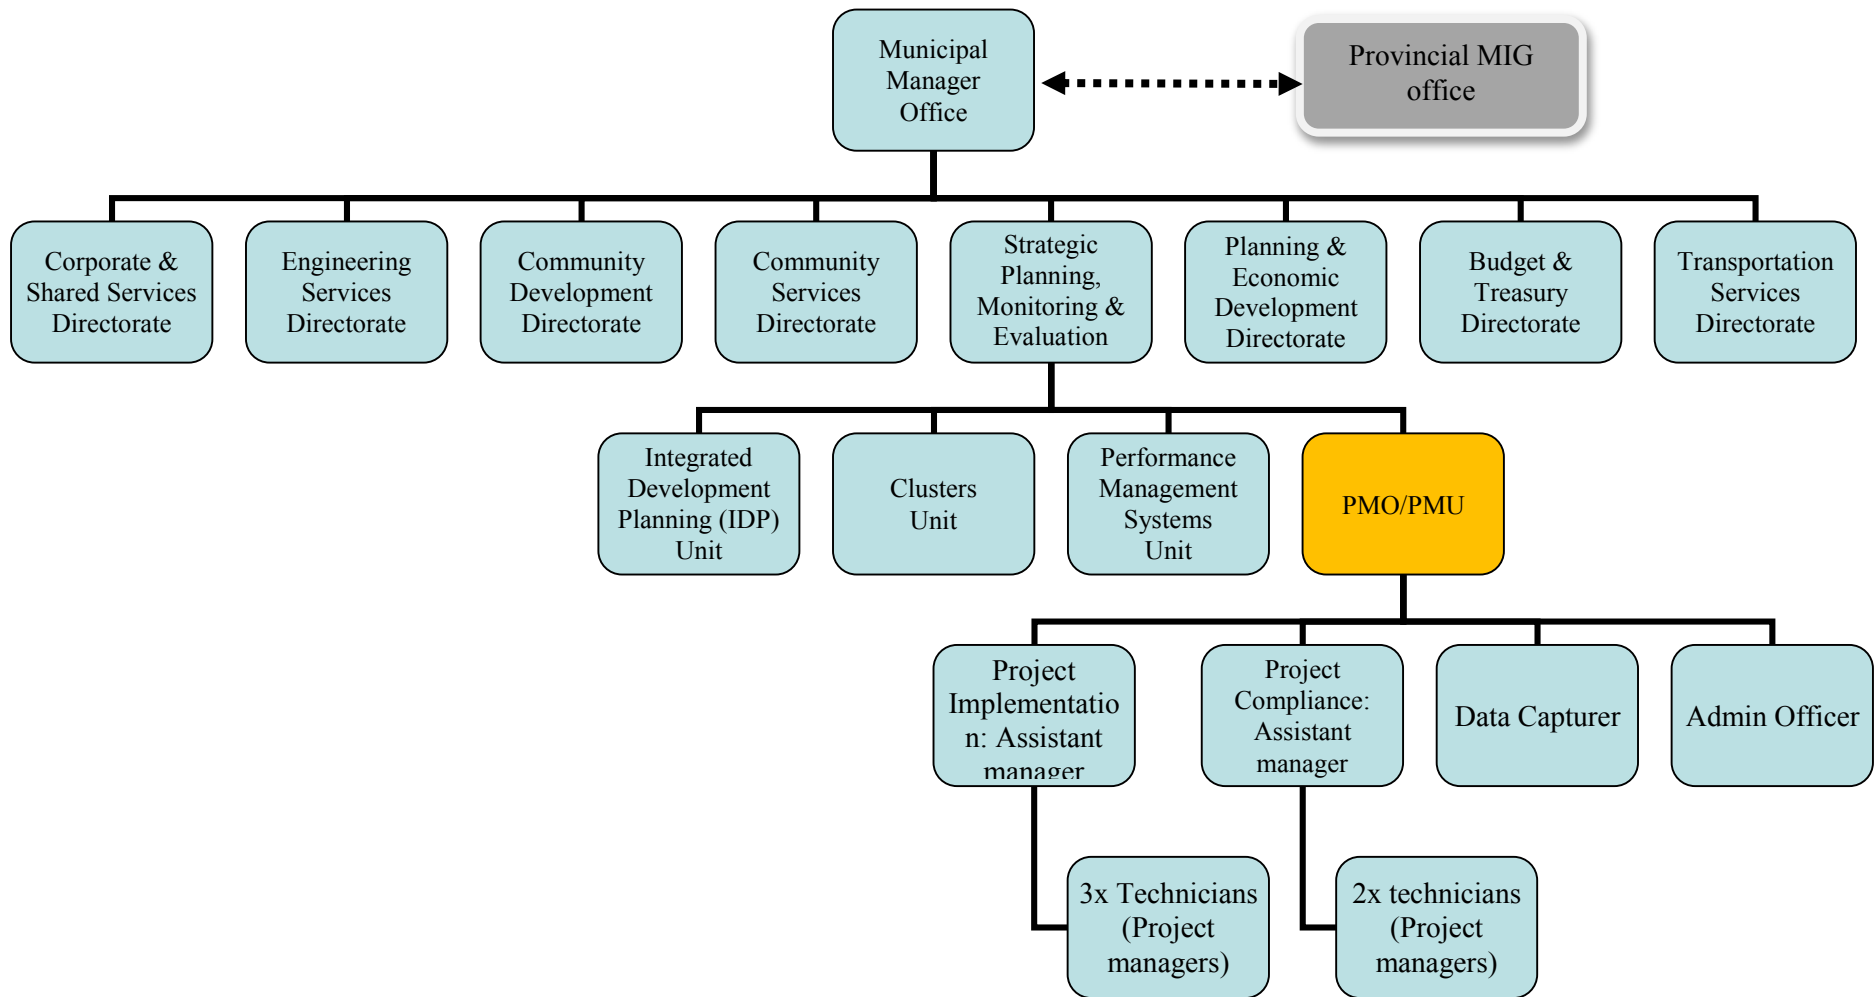 Municipal
Manager
Office
Provincial MIG
office
Corporate &
Shared Services
Directorate
Engineering
Services
Directorate
Community
Development
Directorate
Community
Services
Directorate
Strategic
Planning,
Monitoring &
Evaluation
Planning &
Economic
Development
Directorate
Budget &
Treasury
Directorate
Transportation
Services
Directorate
Integrated
Development
Planning (IDP)
Unit
Clusters
Unit
Performance
Management
Systems
Unit
PMO/PMU
Project
Implementatio
n: Assistant
manager
Project
Compliance:
Assistant
manager
Data Capturer
Admin Officer
3x Technicians
(Project
managers)
2x technicians
(Project
managers)